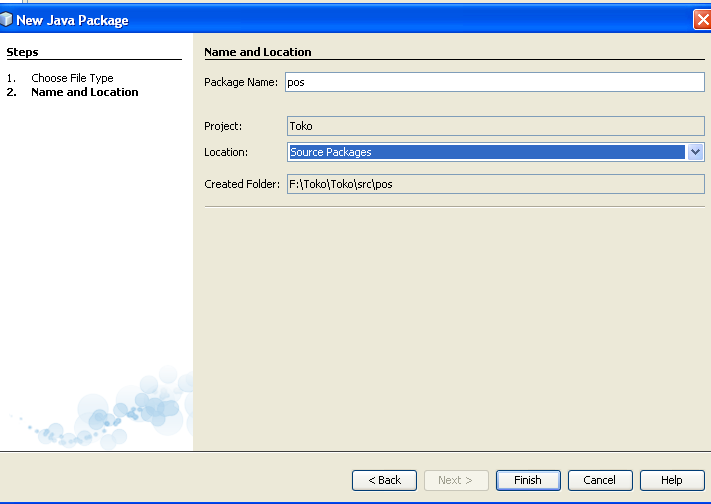 New Java Package
Steps
1. Choose File Type
2. Name and Location
Name and Location
Package Name: pos
Project: Toko
Location: Source Packages
Created Folder: F:\Toko\Toko\src\pos
< Back Next > Finish Cancel Help